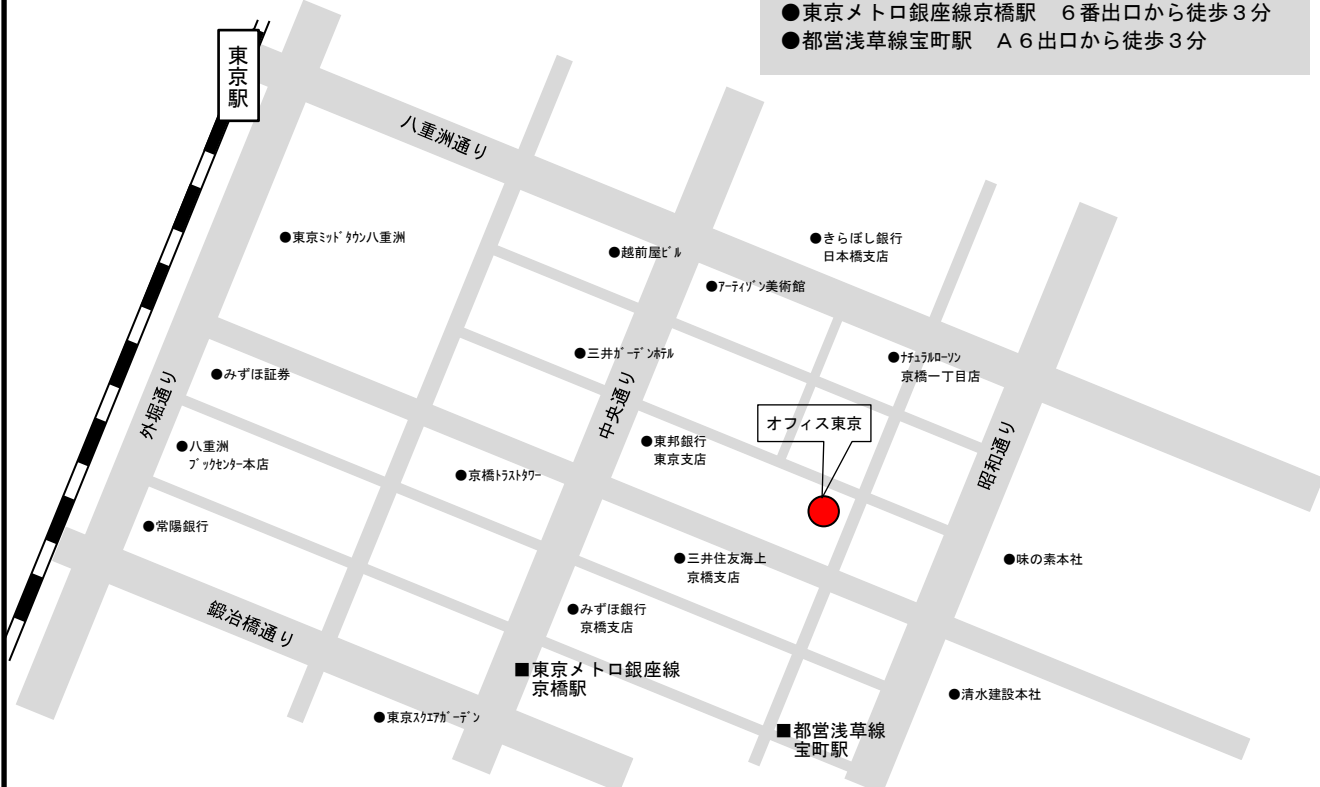 ●東京メトロ銀座線京橋駅　６番出口から徒歩３分
●都営浅草線宝町駅　Ａ６出口から徒歩３分
東京駅
八重洲通り
●東京ﾐｯﾄﾞﾀｳﾝ八重洲
●越前屋ﾋﾞﾙ
●きらぼし銀行
日本橋支店
●ｱｰﾃｨｿﾞﾝ美術館
●三井ｶﾞｰﾃﾞﾝﾎﾃﾙ
●ﾅﾁｭﾗﾙﾛｰｿﾝ
京橋一丁目店
●みずほ証券
外堀通り
中央通り
オフィス東京
昭和通り
●八重洲
ﾌﾞｯｸｾﾝﾀｰ本店
●東邦銀行
東京支店
●京橋ﾄﾗｽﾄﾀﾜｰ
●常陽銀行
●三井住友海上
京橋支店
●味の素本社
鍛冶橋通り
●みずほ銀行
京橋支店
■東京メトロ銀座線
京橋駅
●清水建設本社
●東京ｽｸｴｱｶﾞｰﾃﾞﾝ
■都営浅草線
宝町駅